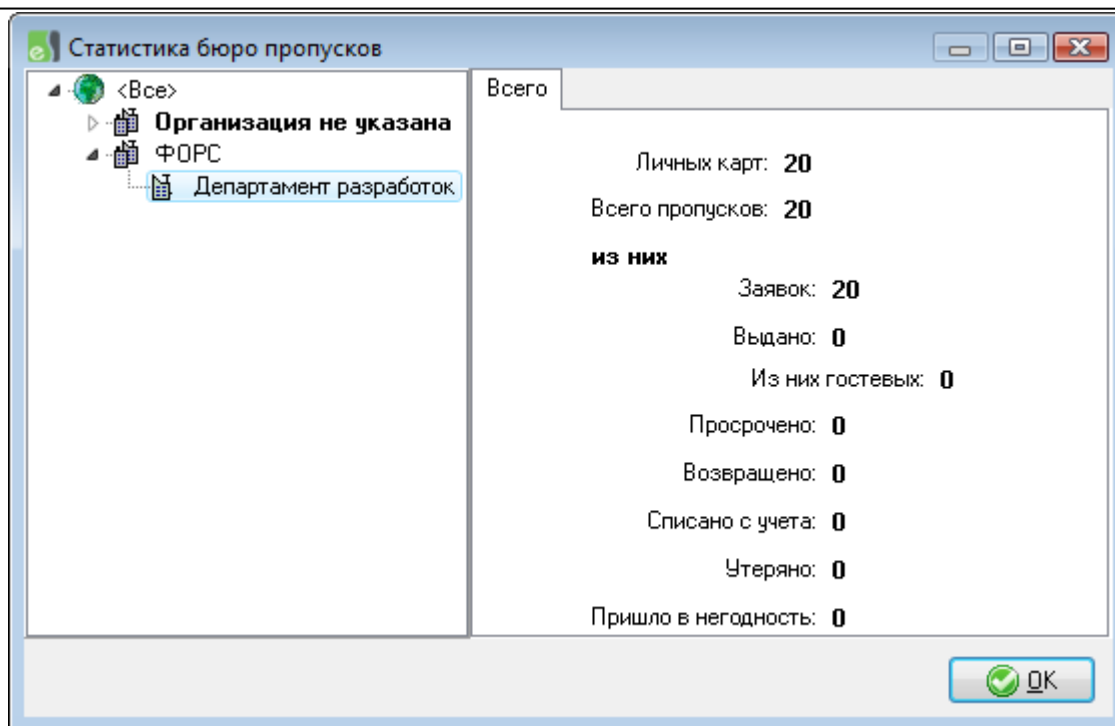 Статистика бюро пропусков
<Все>
Организация не указана
ФОРС
Департамент разработок
Всего
Личных карт: 20
Всего пропусков: 20
из них
Заявок: 20
Выдано: 0
Из них гостевых: 0
Просрочено: 0
Возвращено: 0
Списано с учета: 0
Утеряно: 0
Пришло в негодность: 0
OK